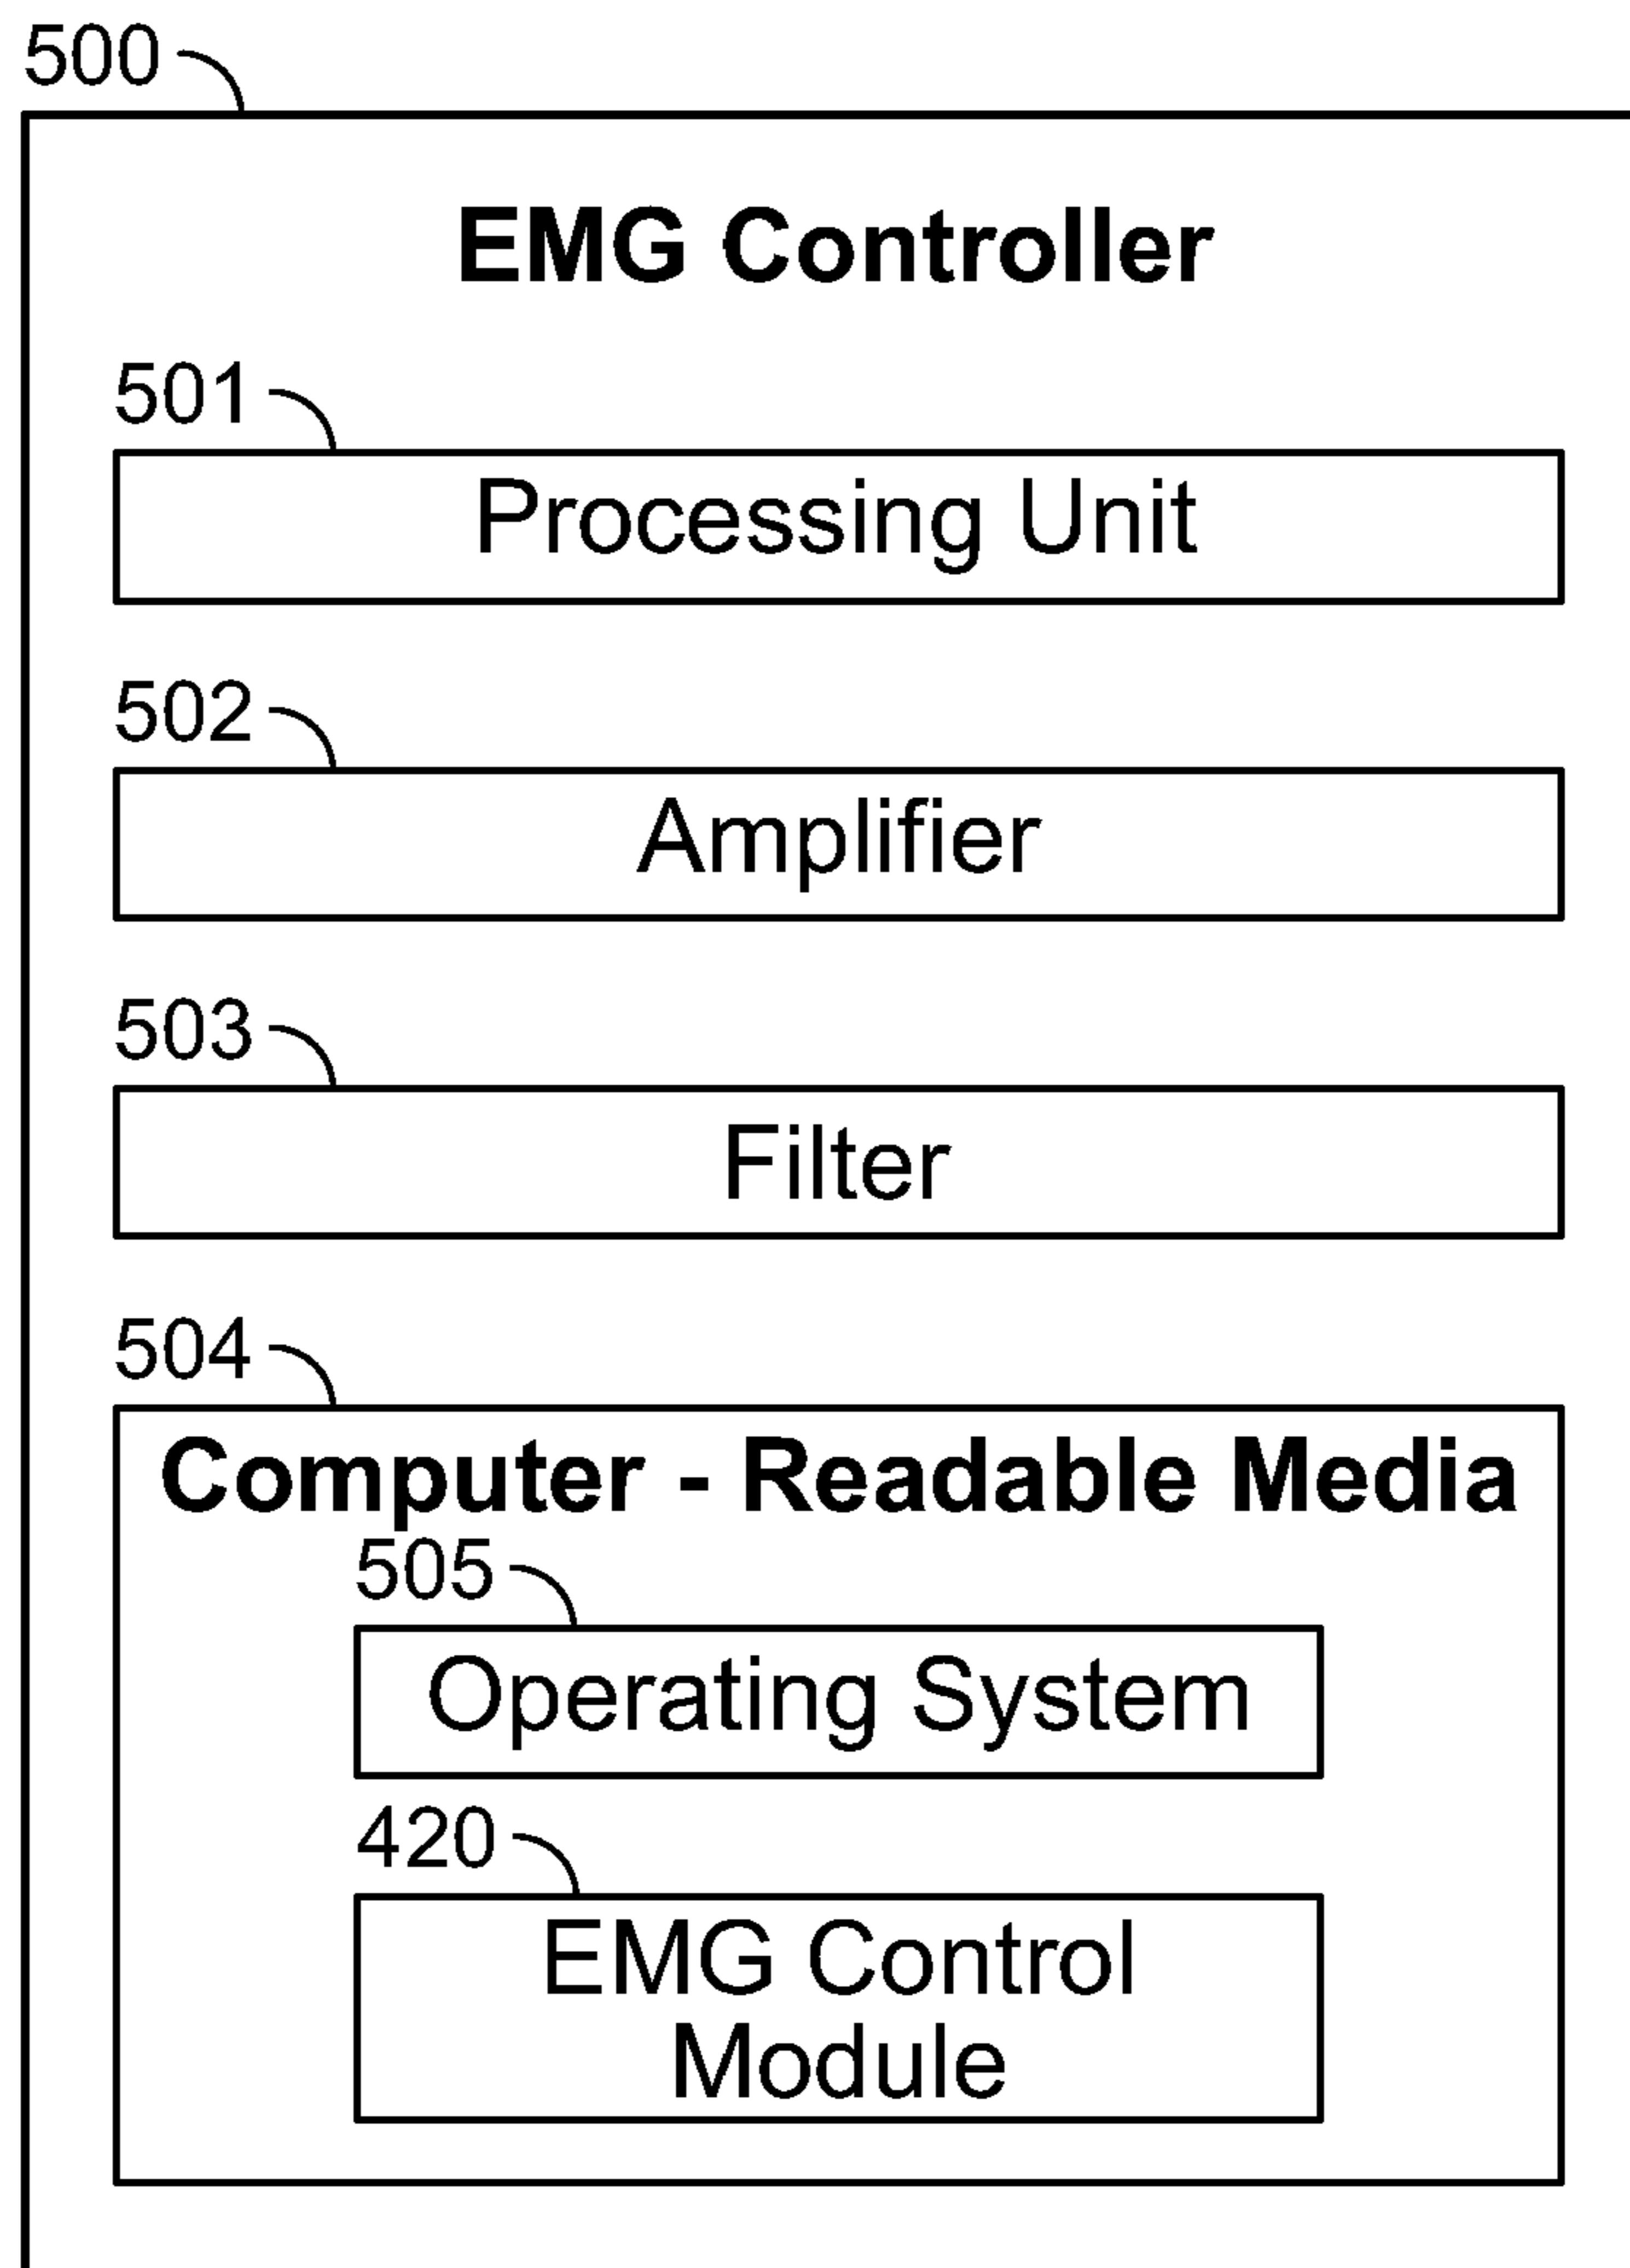 500
EMG Controller
501
Processing Unit
502
Amplifier
503
Filter
504
Computer - Readable Media
505
Operating System
420
EMG Control
Module